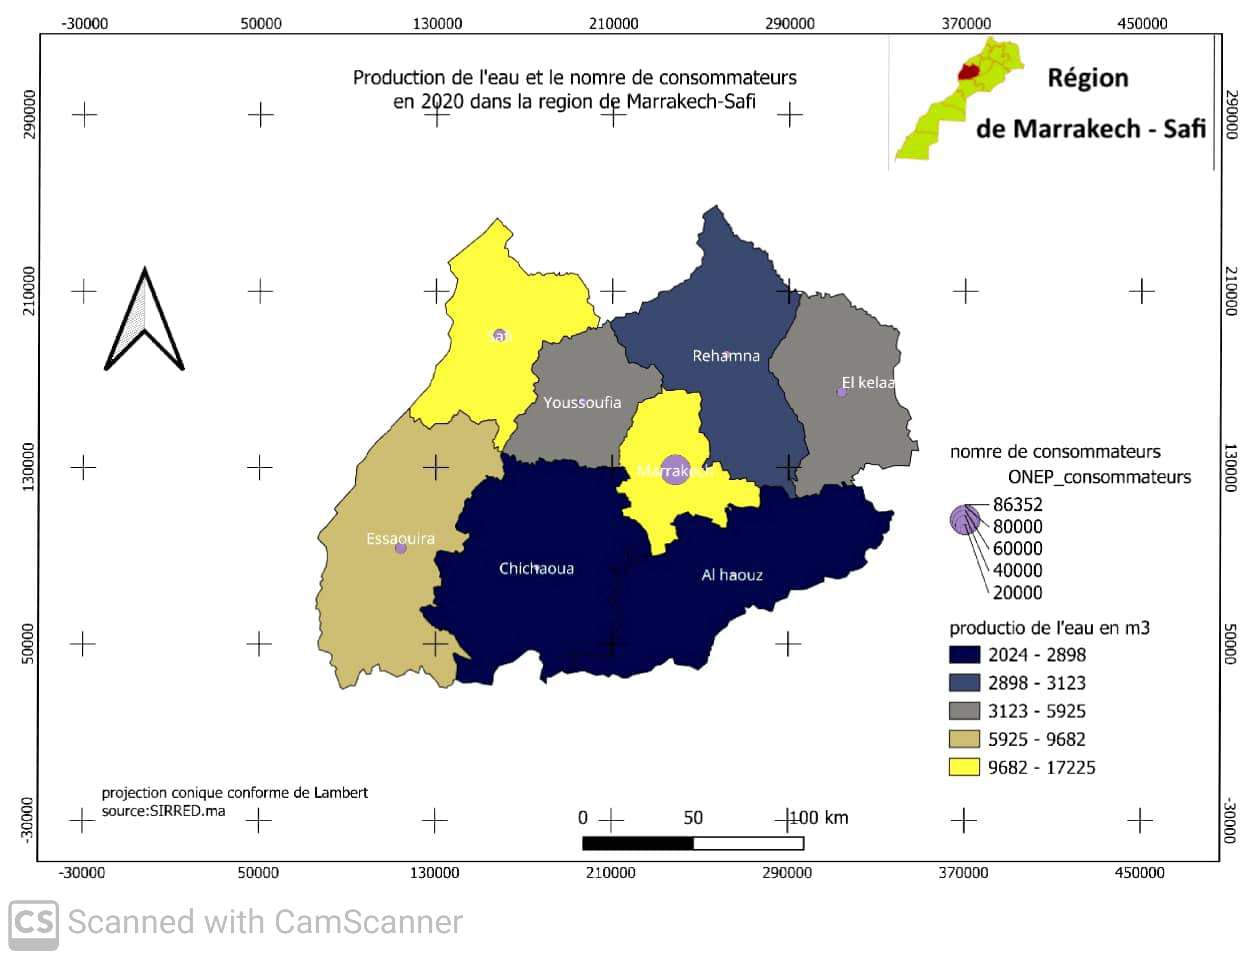 -30000 50000 130000 210000 290000 370000 450000
Production de l'eau et le nomre de consommateurs
en 2020 dans la region de Marrakech-Safi
Région
de Marrakech - Safi
290000 290000
210000 210000
130000 130000
50000 50000
-30000 -30000
Safi
Rehamna
El kelaa
Youssoufia
Marrakech
Essaouira
Chichaoua
Al haouz
nomre de consommateurs
ONEP_consommateurs
86352
80000
60000
40000
20000
productio de l'eau en m3
2024 - 2898
2898 - 3123
3123 - 5925
5925 - 9682
9682 - 17225
projection conique conforme de Lambert
source:SIRRED.ma
0 50 100 km
-30000 50000 130000 210000 290000 370000 450000
CS Scanned with CamScanner